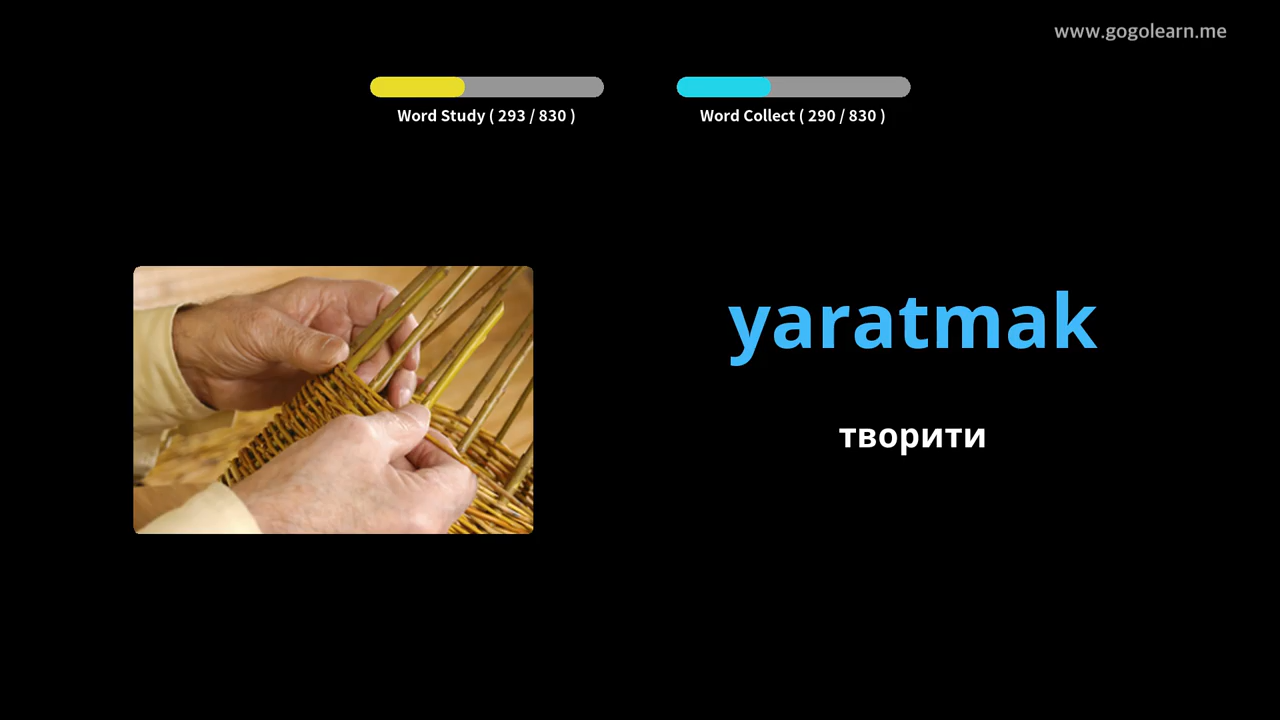 www.gogolearn.me
Word Study ( 293 / 830 )
Word Collect ( 290 / 830 )
yaratmak
творити